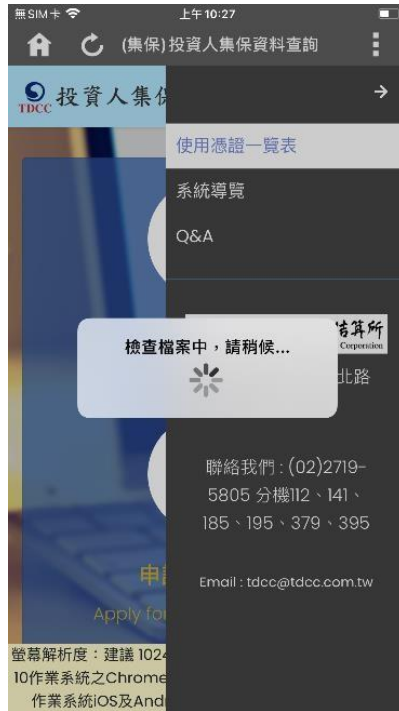 無SIM卡
上午10:27
(集保)投資人集保資料查詢
TDCC 投資人集保
使用憑證一覽表
系統導覽
Q&A
檢查檔案中，請稍候...
結算所
Corporation
北路
聯絡我們 : (02)2719-
5805 分機112、141、
185、195、379、395
Email : tdcc@tdcc.com.tw
申
Apply for
螢幕解析度：建議 1024
10作業系統之Chrome
作業系統iOS及And